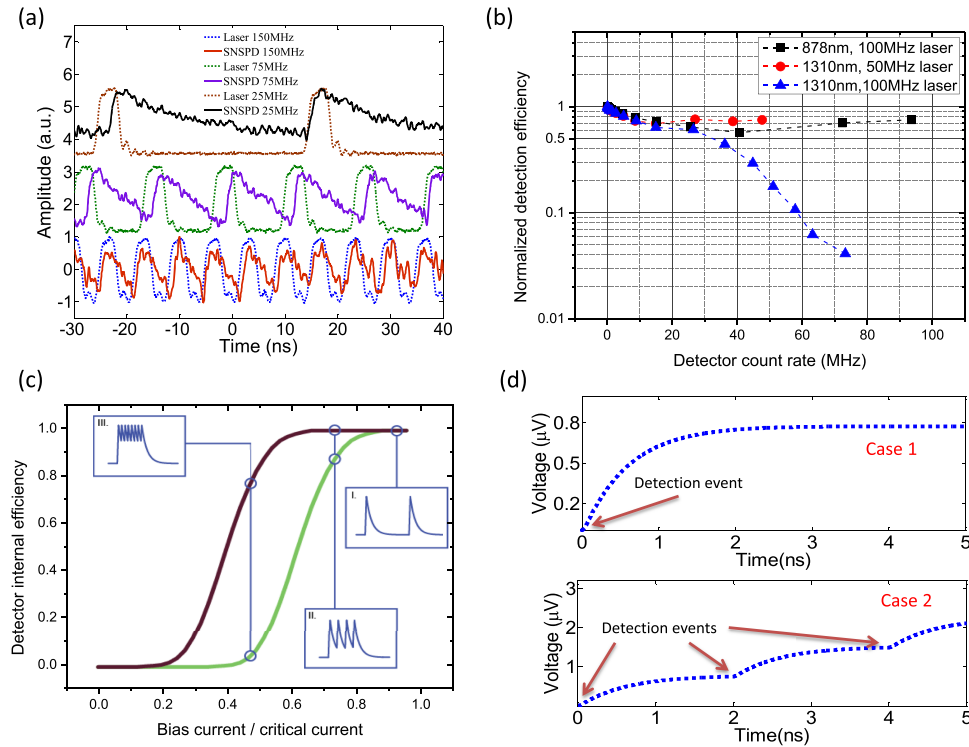 (a)
7
5
3
2
1
0
-1
Amplitude (a.u.)
Laser 150MHz
SNSPD 150MHz
Laser 75MHz
SNSPD 75MHz
Laser 25MHz
SNSPD 25MHz
-30 -20 -10 0 10 20 30 40
Time (ns)
(b)
Normalized detection efficiency
1
0.5
0.1
0.01
878nm, 100MHz laser
1310nm, 50MHz laser
1310nm,100MHz laser
0 20 40 60 80 100
Detector count rate (MHz)
(c)
Detector internal efficiency
1.0
0.8
0.6
0.4
0.2
0.0
III.
I.
II.
0.0 0.2 0.4 0.6 0.8 1.0
Bias current / critical current
(d)
Voltage (μV)
0.8
0.5
0.2
Case 1
Detection event
0 1 2 3 4 5
Time(ns)
Voltage (μV)
3
2
1
Case 2
Detection events
0 1 2 3 4 5
Time(ns)